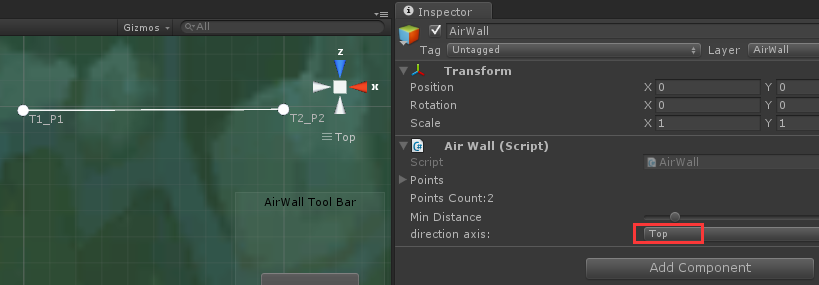 Gizmos
All
z
x
T1_P1
T2_P2
Top
AirWall Tool Bar
Inspector
AirWall
Tag Untagged Layer AirWall
Transform
Position X 0 Y 0
Rotation X 0 Y 0
Scale X 1 Y 1
Air Wall (Script)
Script AirWall
Points
Points Count:2
Min Distance
direction axis: Top
Add Component